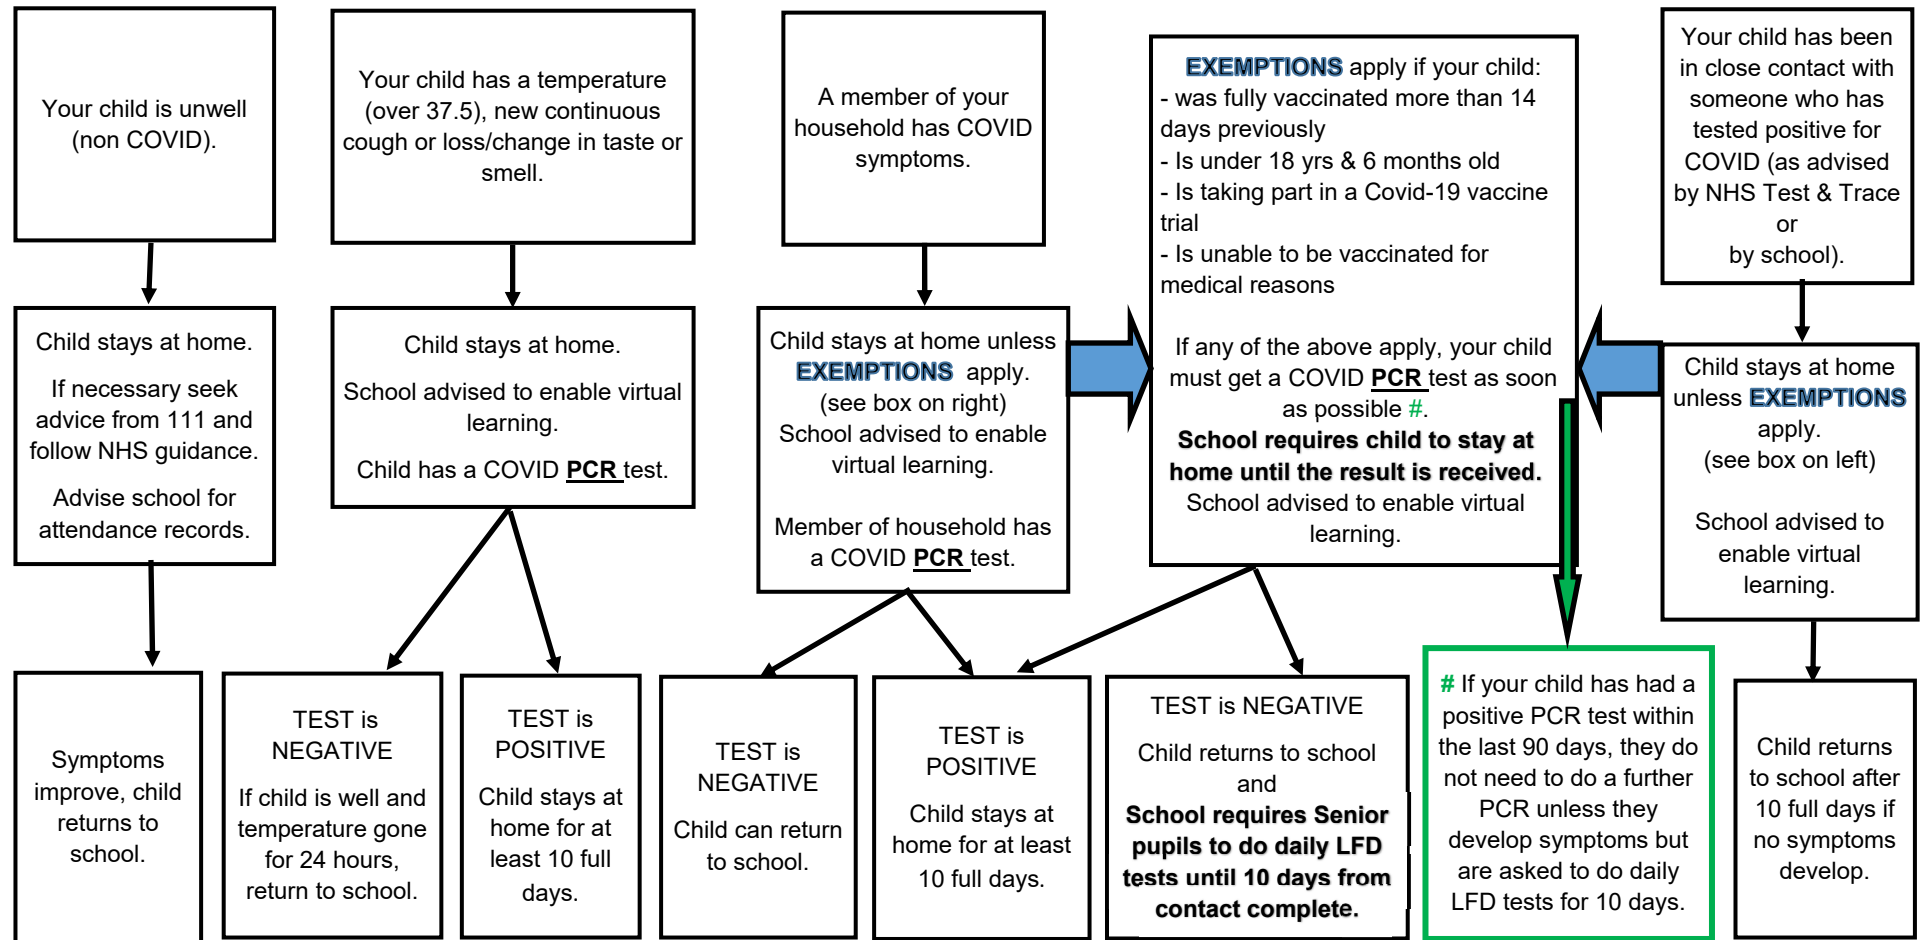 Your child is unwell
(non COVID).
Your child has a temperature
(over 37.5), new continuous
cough or loss/change in taste or
smell.
A member of your
household has COVID
symptoms.
EXEMPTIONS apply if your child:
- was fully vaccinated more than 14
days previously
- Is under 18 yrs & 6 months old
- Is taking part in a Covid-19 vaccine
trial
- Is unable to be vaccinated for
medical reasons
If any of the above apply, your child
must get a COVID PCR test as soon
as possible #.
School requires child to stay at
home until the result is received.
School advised to enable virtual
learning.
Your child has been
in close contact with
someone who has
tested positive for
COVID (as advised
by NHS Test & Trace
or
by school).
Child stays at home.
If necessary seek
advice from 111 and
follow NHS guidance.
Advise school for
attendance records.
Child stays at home.
School advised to enable virtual
learning.
Child has a COVID PCR test.
Child stays at home unless
EXEMPTIONS apply.
(see box on right)
School advised to enable
virtual learning.
Member of household has
a COVID PCR test.
Child stays at home
unless EXEMPTIONS
apply.
(see box on left)
School advised to
enable virtual
learning.
Symptoms
improve, child
returns to
school.
TEST is
NEGATIVE
If child is well and
temperature gone
for 24 hours,
return to school.
TEST is
POSITIVE
Child stays at
home for at
least 10 full
days.
TEST is
NEGATIVE
Child can return
to school.
TEST is
POSITIVE
Child stays at
home for at least
10 full days.
TEST is NEGATIVE
Child returns to school
and
School requires Senior
pupils to do daily LFD
tests until 10 days from
contact complete.
# If your child has had a
positive PCR test within
the last 90 days, they do
not need to do a further
PCR unless they
develop symptoms but
are asked to do daily
LFD tests for 10 days.
Child returns
to school after
10 full days if
no symptoms
develop.